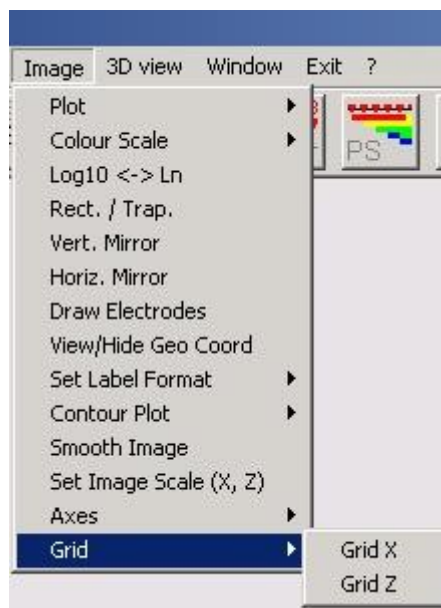 Image 3D view Window Exit ?
Plot
Colour Scale
Log10 <-> Ln
Rect. / Trap.
Vert. Mirror
Horiz. Mirror
Draw Electrodes
View/Hide Geo Coord
Set Label Format
Contour Plot
Smooth Image
Set Image Scale (X, Z)
Axes
Grid
Grid X
Grid Z
PS